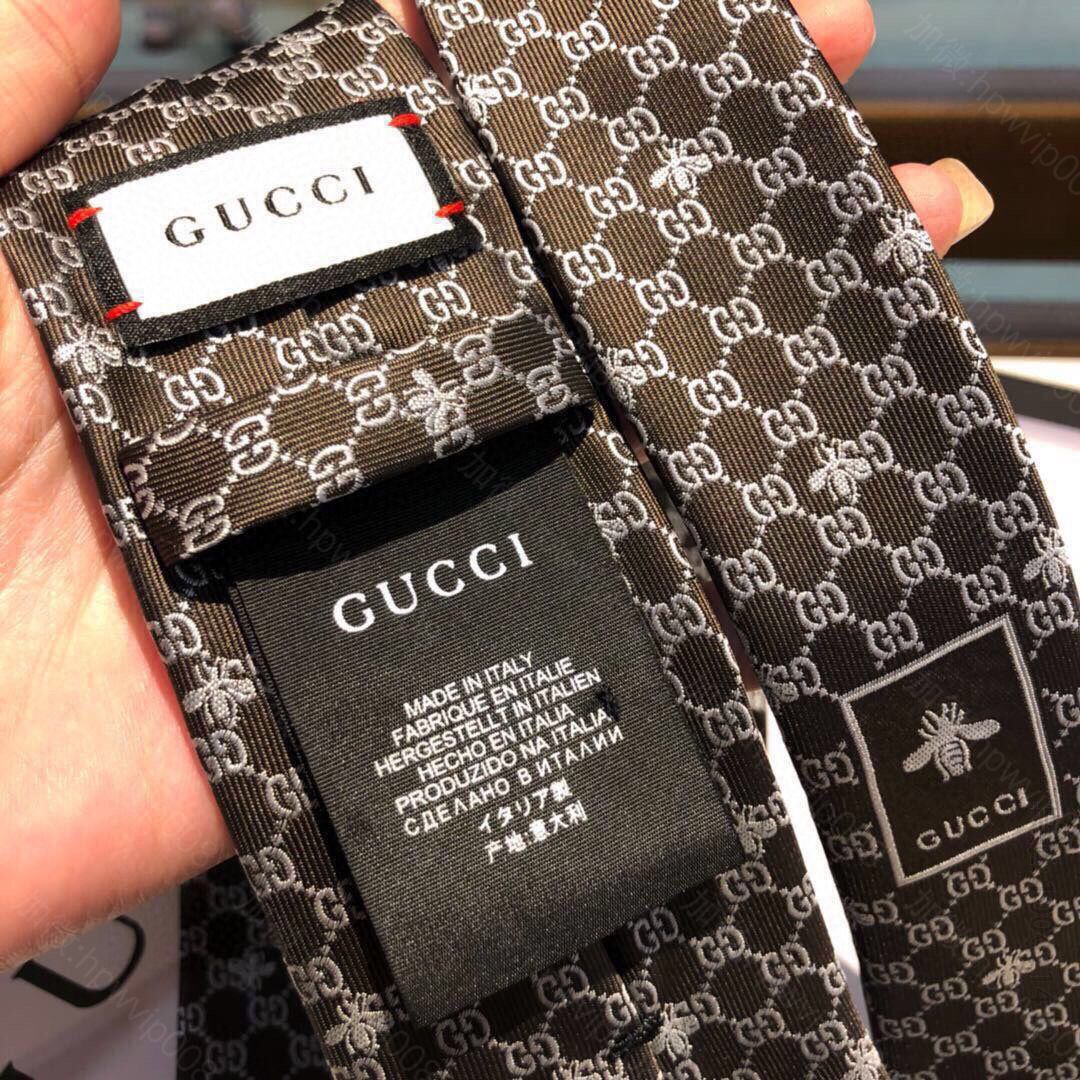 GUCCI
GUCCI
MADE IN ITALY
FABRIQUE EN ITALIE
HERGESTELLT IN ITALIEN
HECHO EN ITALIA
PRODUZIDO NA ITALIA
СДЕЛАНО В ИТАЛИИ
イタリア製
产地:意大利
GUCCI